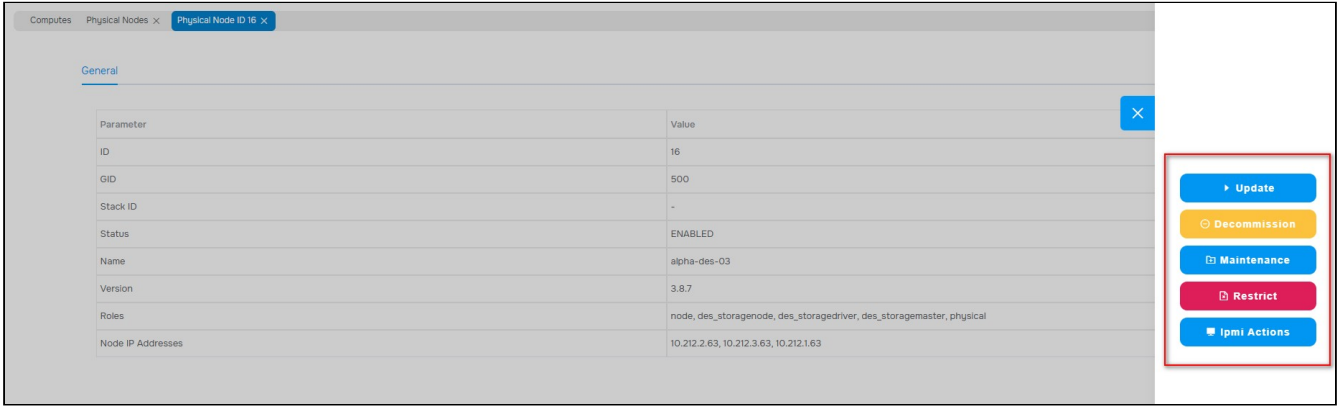 Computes Physical Nodes × Physical Node ID 16 ×
General
Parameter Value
ID 16
GID 500
Stack ID -
Status ENABLED
Name alpha-des-03
Version 3.8.7
Roles node, des_storagenode, des_storagedriver, des_storagemaster, physical
Node IP Addresses 10.212.2.63, 10.212.3.63, 10.212.1.63
Update
Decommission
Maintenance
Restrict
Ipmi Actions